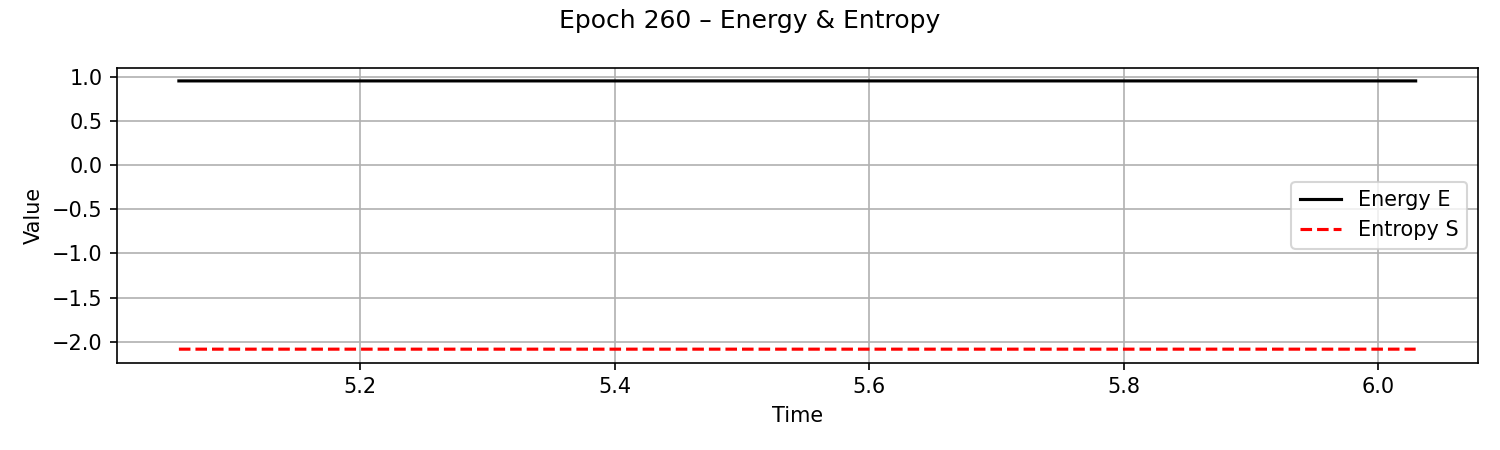 Epoch 260 – Energy & Entropy
Value
1.0
0.5
0.0
−0.5
−1.0
−1.5
−2.0
Energy E
Entropy S
5.2 5.4 5.6 5.8 6.0
Time